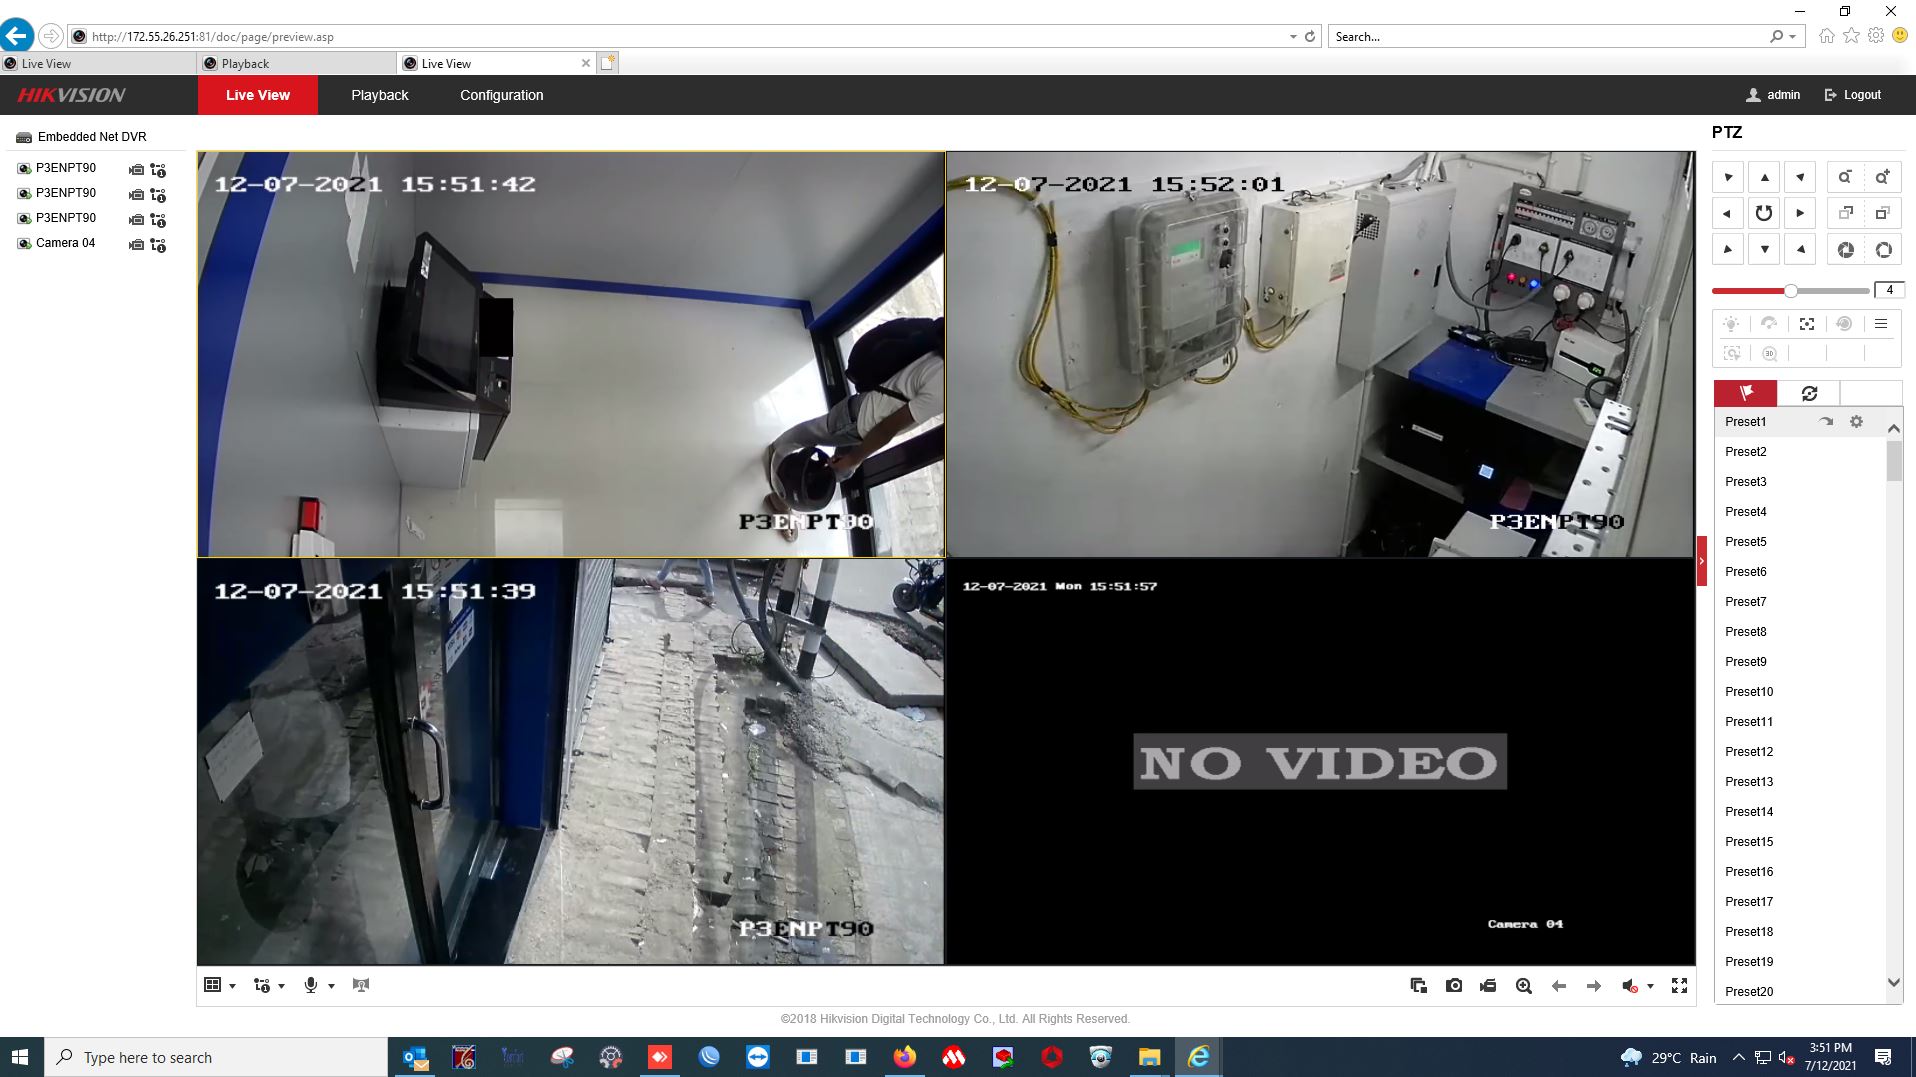 http://172.55.26.251:81/doc/page/preview.asp
Search...
Live View
Playback
Live View
HIKVISION
Live View
Playback
Configuration
admin
Logout
Embedded Net DVR
P3ENPT90
P3ENPT90
P3ENPT90
Camera 04
12-07-2021 15:51:42
P3ENPT90
12-07-2021 15:52:01
P3ENPT90
12-07-2021 15:51:39
P3ENPT90
12-07-2021 Mon 15:51:57
NO VIDEO
Camera 04
PTZ
4
3D
Preset1
Preset2
Preset3
Preset4
Preset5
Preset6
Preset7
Preset8
Preset9
Preset10
Preset11
Preset12
Preset13
Preset14
Preset15
Preset16
Preset17
Preset18
Preset19
Preset20
©2018 Hikvision Digital Technology Co., Ltd. All Rights Reserved.
Type here to search
29°C Rain
3:51 PM
7/12/2021